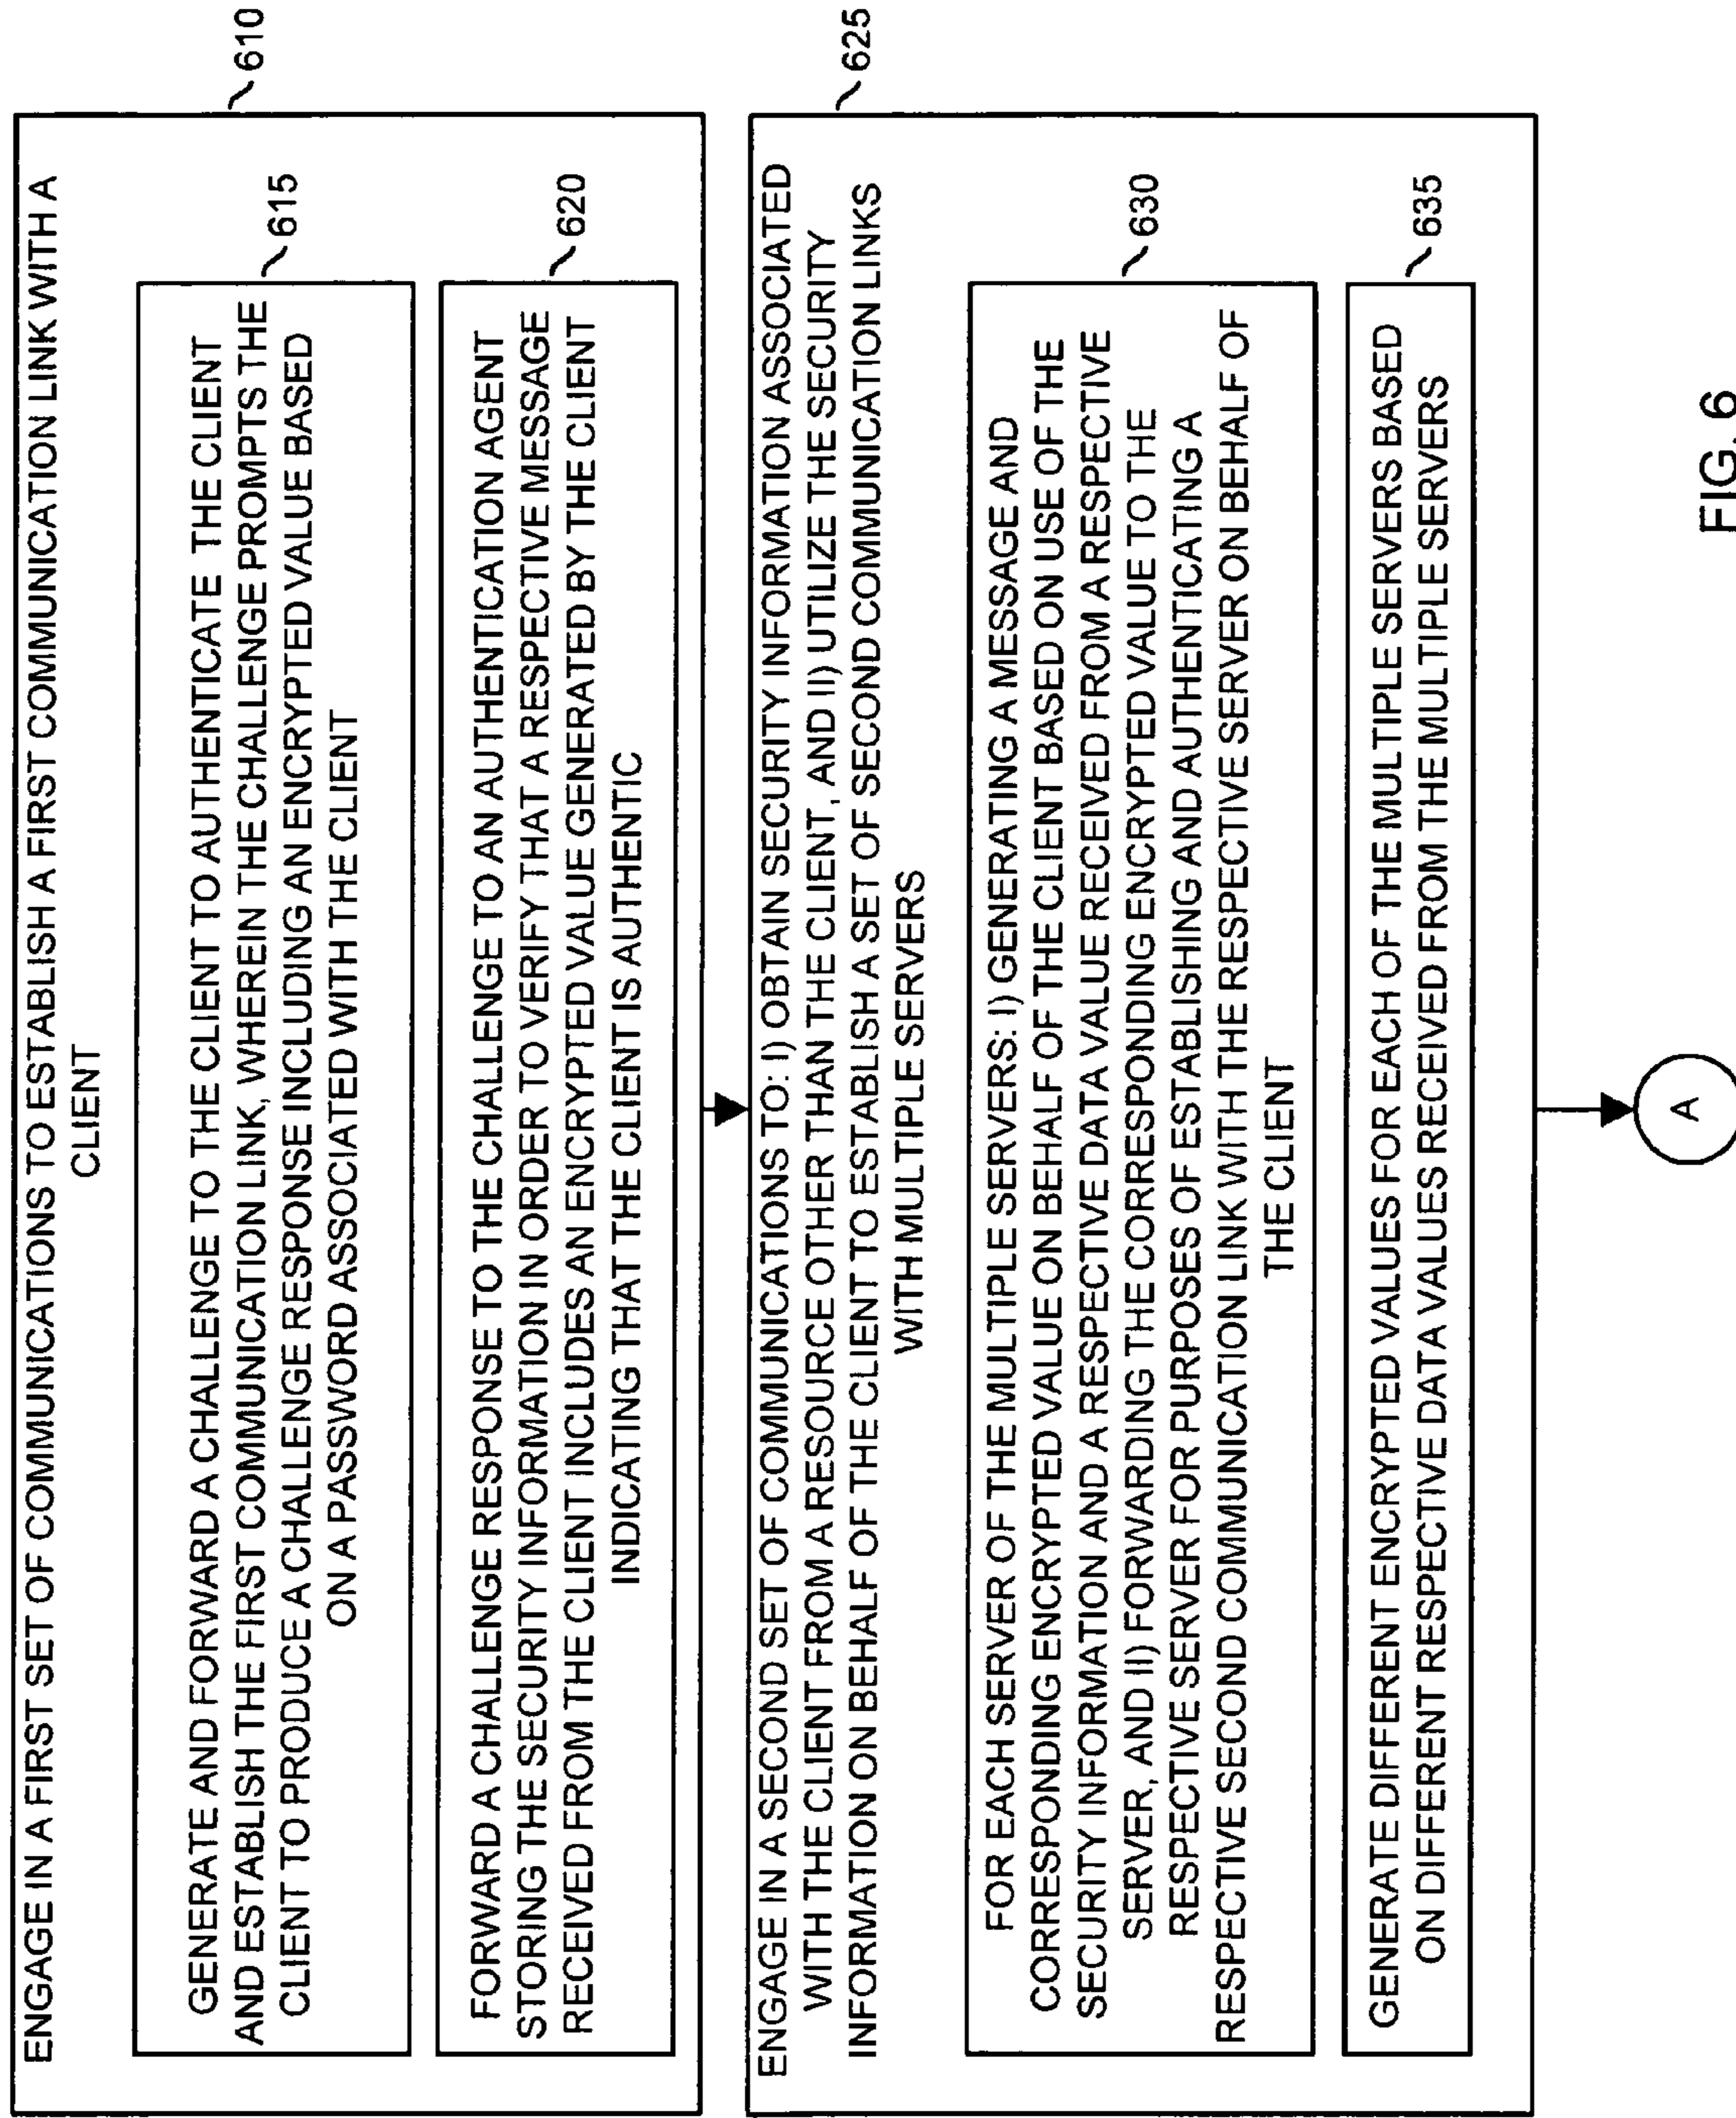 ENGAGE IN A FIRST SET OF COMMUNICATIONS TO ESTABLISH A FIRST COMMUNICATION LINK WITH A
CLIENT
610
GENERATE AND FORWARD A CHALLENGE TO THE CLIENT TO AUTHENTICATE THE CLIENT
AND ESTABLISH THE FIRST COMMUNICATION LINK, WHEREIN THE CHALLENGE PROMPTS THE
CLIENT TO PRODUCE A CHALLENGE RESPONSE INCLUDING AN ENCRYPTED VALUE BASED
ON A PASSWORD ASSOCIATED WITH THE CLIENT
615
FORWARD A CHALLENGE RESPONSE TO THE CHALLENGE TO AN AUTHENTICATION AGENT
STORING THE SECURITY INFORMATION IN ORDER TO VERIFY THAT A RESPECTIVE MESSAGE
RECEIVED FROM THE CLIENT INCLUDES AN ENCRYPTED VALUE GENERATED BY THE CLIENT
INDICATING THAT THE CLIENT IS AUTHENTIC
620
ENGAGE IN A SECOND SET OF COMMUNICATIONS TO: I) OBTAIN SECURITY INFORMATION ASSOCIATED
WITH THE CLIENT FROM A RESOURCE OTHER THAN THE CLIENT, AND II) UTILIZE THE SECURITY
INFORMATION ON BEHALF OF THE CLIENT TO ESTABLISH A SET OF SECOND COMMUNICATION LINKS
WITH MULTIPLE SERVERS
625
FOR EACH SERVER OF THE MULTIPLE SERVERS: I) GENERATING A MESSAGE AND
CORRESPONDING ENCRYPTED VALUE ON BEHALF OF THE CLIENT BASED ON USE OF THE
SECURITY INFORMATION AND A RESPECTIVE DATA VALUE RECEIVED FROM A RESPECTIVE
SERVER, AND II) FORWARDING THE CORRESPONDING ENCRYPTED VALUE TO THE
RESPECTIVE SERVER FOR PURPOSES OF ESTABLISHING AND AUTHENTICATING A
RESPECTIVE SECOND COMMUNICATION LINK WITH THE RESPECTIVE SERVER ON BEHALF OF
THE CLIENT
630
GENERATE DIFFERENT ENCRYPTED VALUES FOR EACH OF THE MULTIPLE SERVERS BASED
ON DIFFERENT RESPECTIVE DATA VALUES RECEIVED FROM THE MULTIPLE SERVERS
635
A
FIG. 6